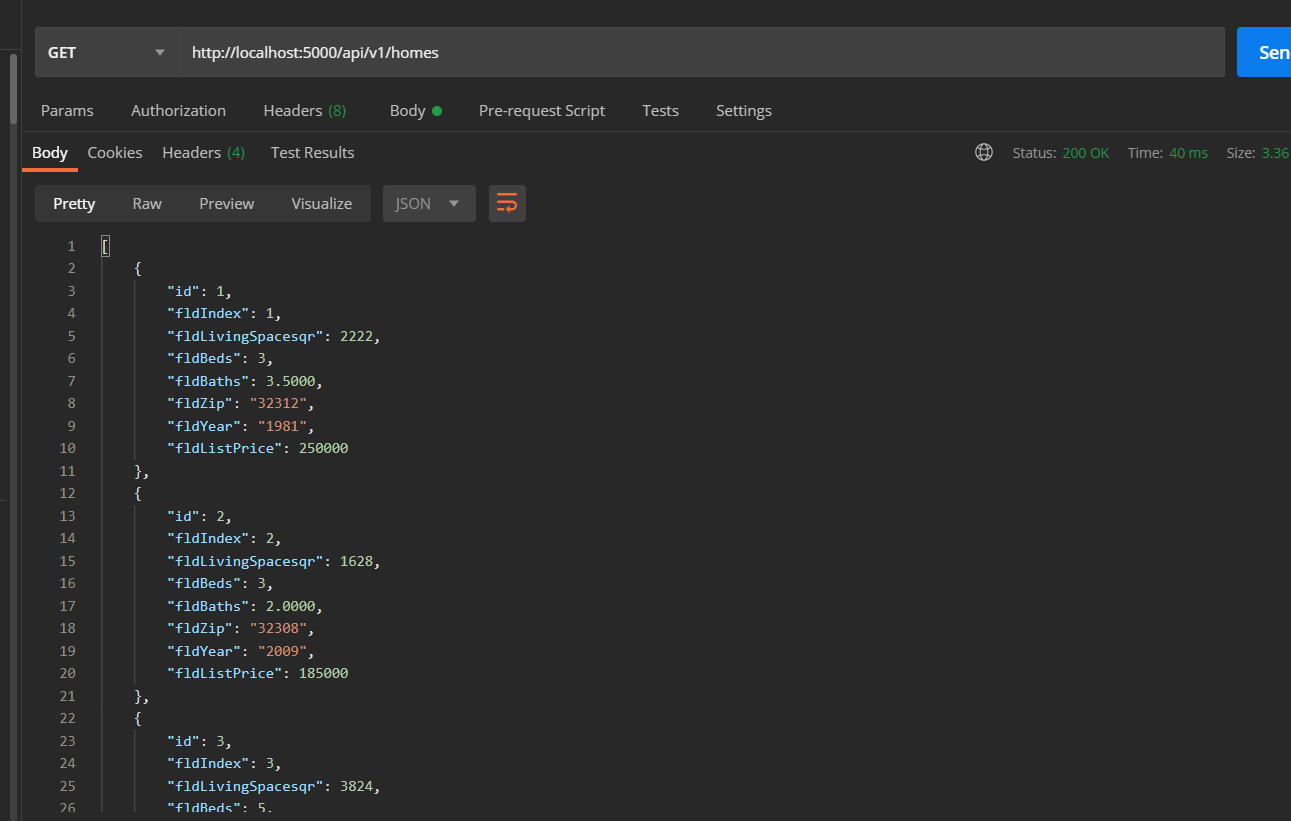 GET http://localhost:5000/api/v1/homes Sen
Params Authorization Headers (8) Body Pre-request Script Tests Settings
Body Cookies Headers (4) Test Results Status: 200 OK Time: 40 ms Size: 3.36
Pretty Raw Preview Visualize JSON
1 [
2 {
3 "id": 1,
4 "fldIndex": 1,
5 "fldLivingSpacesqr": 2222,
6 "fldBeds": 3,
7 "fldBaths": 3.5000,
8 "fldZip": "32312",
9 "fldYear": "1981",
10 "fldListPrice": 250000
11 },
12 {
13 "id": 2,
14 "fldIndex": 2,
15 "fldLivingSpacesqr": 1628,
16 "fldBeds": 3,
17 "fldBaths": 2.0000,
18 "fldZip": "32308",
19 "fldYear": "2009",
20 "fldListPrice": 185000
21 },
22 {
23 "id": 3,
24 "fldIndex": 3,
25 "fldLivingSpacesqr": 3824,
26 "fldBeds": 5,